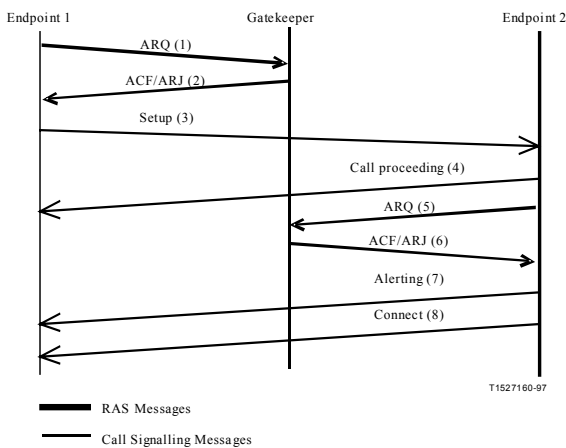 Endpoint 1 Gatekeeper Endpoint 2
ARQ (1)
ACF/ARJ (2)
Setup (3)
Call proceeding (4)
ARQ (5)
ACF/ARJ (6)
Alerting (7)
Connect (8)
T1527160-97
RAS Messages
Call Signalling Messages